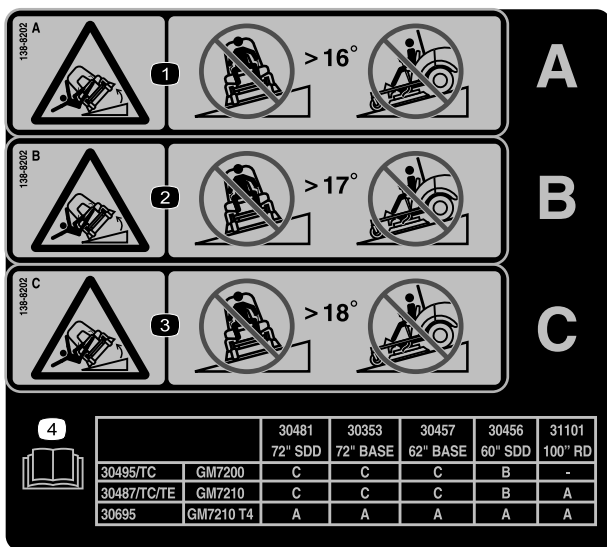 138-8202
A
1
> 16°
A
138-8202
B
2
> 17°
B
138-8202
C
3
> 18°
C
4
30481 30353 30457 30456 31101
72" SDD 72" BASE 62" BASE 60" SDD 100" RD
30495/TC GM7200 C C C B -
30487/TC/TE GM7210 C C C B A
30695 GM7210 T4 A A A A A